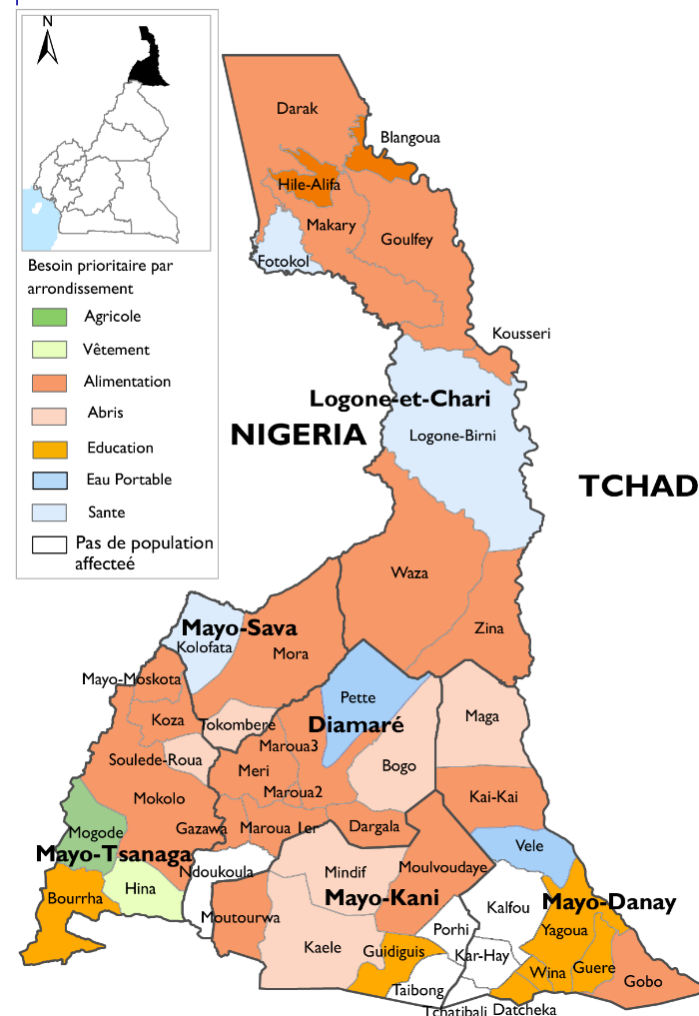 N
Besoin prioritaire par
arrondissement
Agricole
Vêtement
Alimentation
Abris
Education
Eau Portable
Sante
Pas de population
affecteé
Darak
Blangoua
Hile-Alifa
Makary
Goulfey
Fotokol
Kousseri
Logone-et-Chari
NIGERIA
Logone-Birni
TCHAD
Waza
Zina
Mayo-Sava
Kolofata
Mora
Mayo-Moskota
Pette
Koza
Tokombere
Diamaré
Maga
Maroua3
Soulede-Roua
Meri
Bogo
Maroua2
Mokolo
Kai-Kai
Gazawa
Maroua 1er
Dargala
Mogode
Vele
Mayo-Tsanaga
Ndoukoula
Mindif
Moulvoudaye
Hina
Bourrha
Mayo-Kani
Kalfou
Mayo-Danay
Moutourwa
Porhi
Yagoua
Kaele
Guidiguis
Kar-Hay
Wina
Guere
Gobo
Taibong
Tchatibali
Datcheka